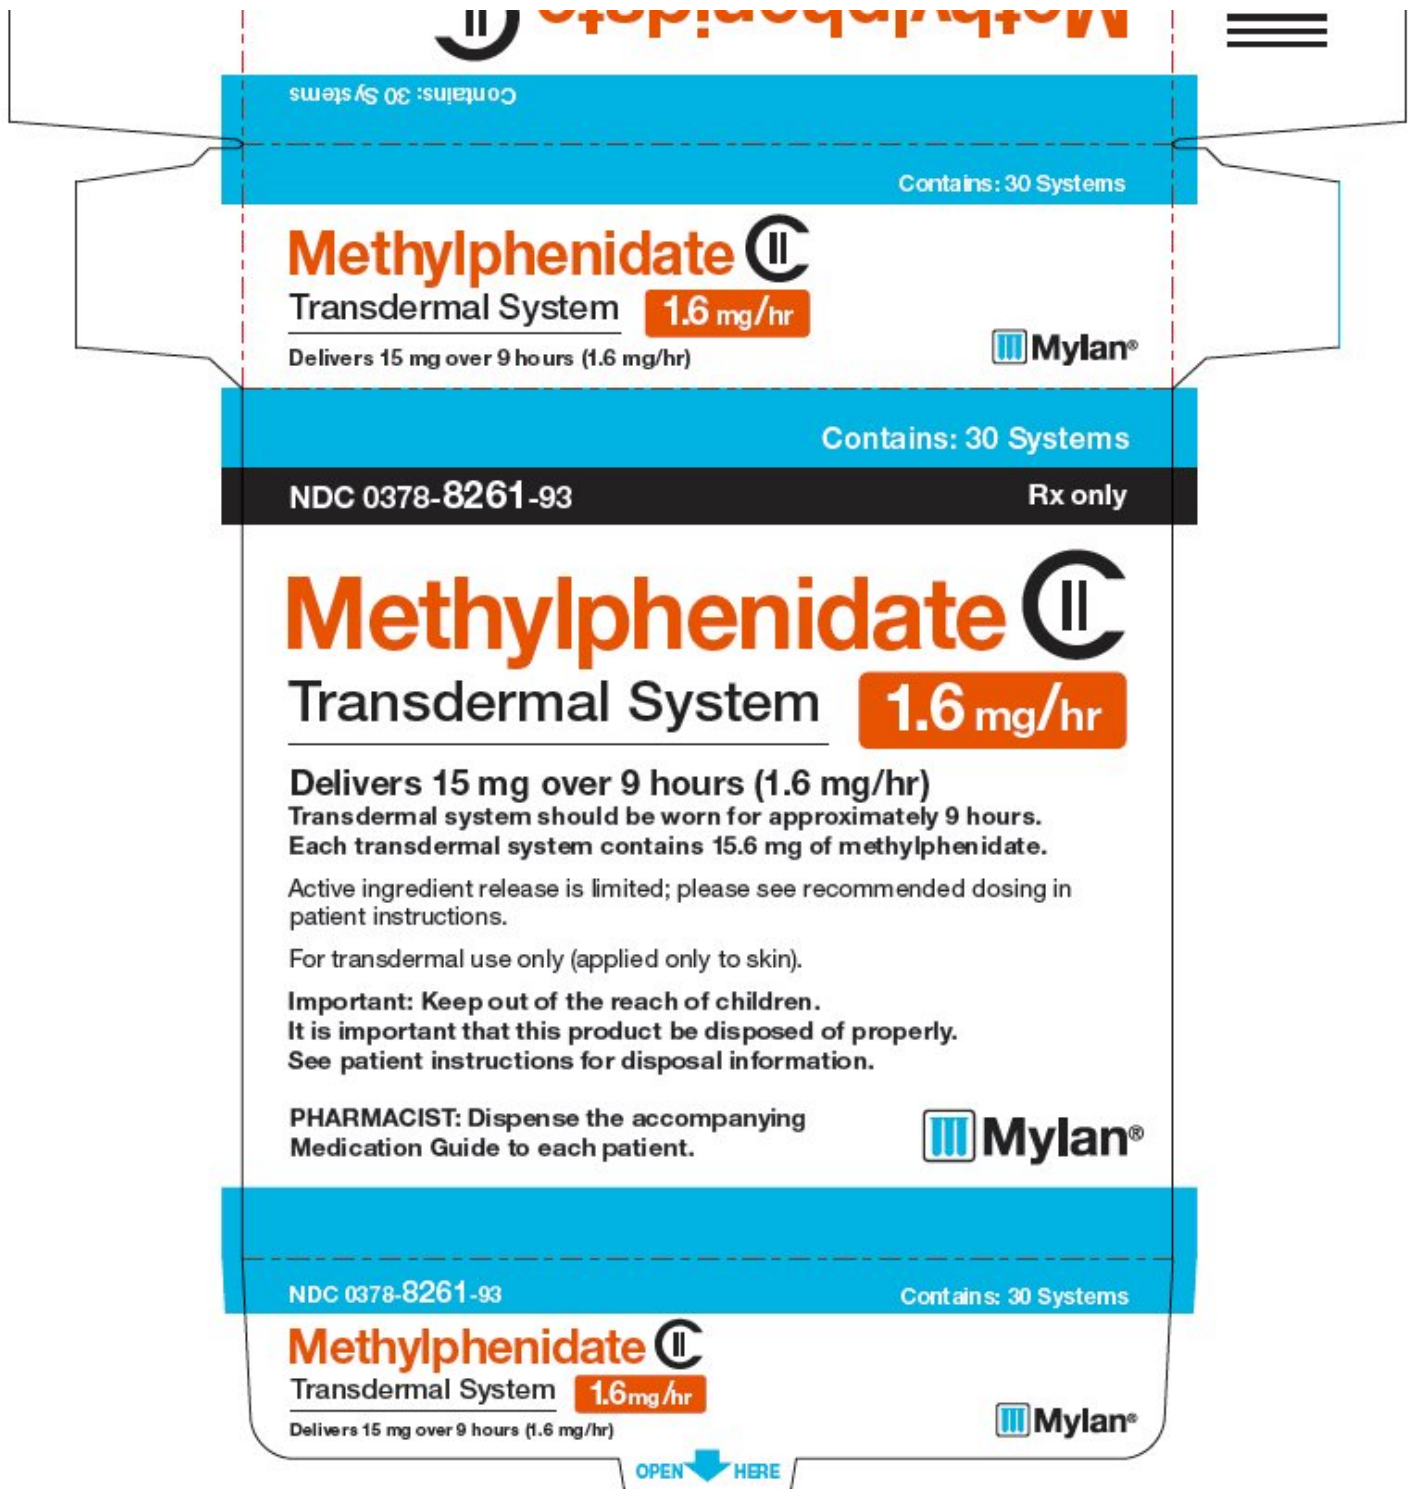 Methylphenidate CII
Contains: 30 Systems
Contains: 30 Systems
Methylphenidate CII
Transdermal System 1.6 mg/hr
Delivers 15 mg over 9 hours (1.6 mg/hr)
Mylan®
Contains: 30 Systems
NDC 0378-8261-93 Rx only
Methylphenidate CII
Transdermal System 1.6 mg/hr
Delivers 15 mg over 9 hours (1.6 mg/hr)
Transdermal system should be worn for approximately 9 hours.
Each transdermal system contains 15.6 mg of methylphenidate.
Active ingredient release is limited; please see recommended dosing in
patient instructions.
For transdermal use only (applied only to skin).
Important: Keep out of the reach of children.
It is important that this product be disposed of properly.
See patient instructions for disposal information.
PHARMACIST: Dispense the accompanying
Medication Guide to each patient.
Mylan®
NDC 0378-8261-93 Contains: 30 Systems
Methylphenidate CII
Transdermal System 1.6 mg/hr
Delivers 15 mg over 9 hours (1.6 mg/hr)
Mylan®
OPEN HERE